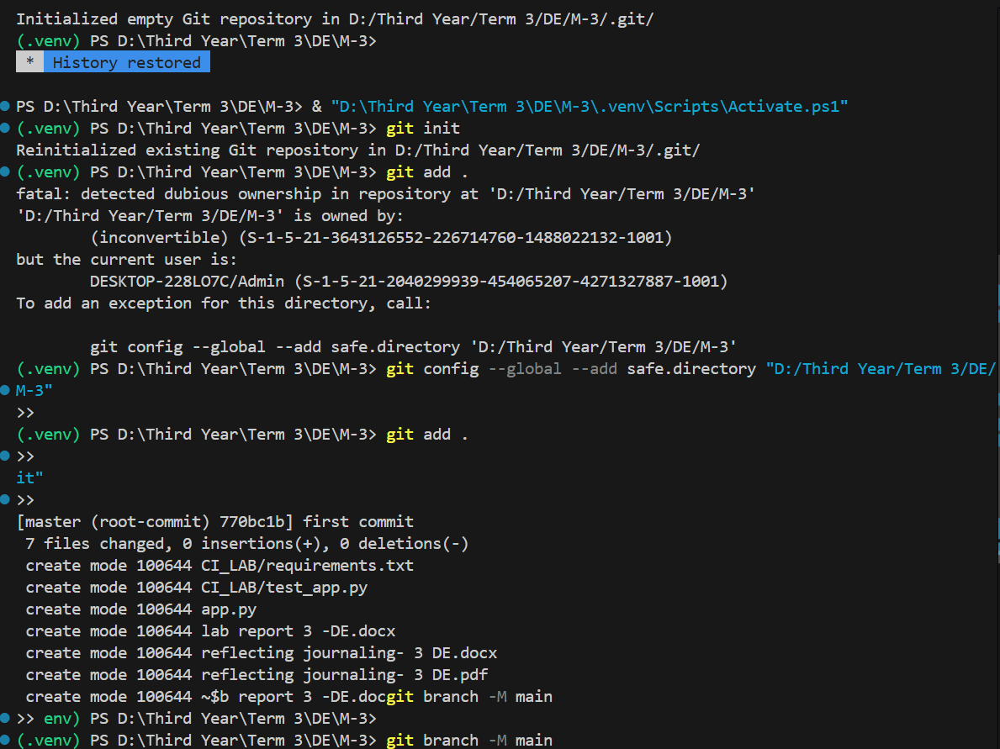 Initialized empty Git repository in D:/Third Year/Term 3/DE/M-3/.git/
(.venv) PS D:\Third Year\Term 3\DE\M-3>
* History restored
PS D:\Third Year\Term 3\DE\M-3> & "D:\Third Year\Term 3\DE\M-3\.venv\Scripts\Activate.ps1"
(.venv) PS D:\Third Year\Term 3\DE\M-3> git init
Reinitialized existing Git repository in D:/Third Year/Term 3/DE/M-3/.git/
(.venv) PS D:\Third Year\Term 3\DE\M-3> git add .
fatal: detected dubious ownership in repository at 'D:/Third Year/Term 3/DE/M-3'
'D:/Third Year/Term 3/DE/M-3' is owned by:
(inconvertible) (S-1-5-21-3643126552-226714760-1488022132-1001)
but the current user is:
DESKTOP-228LO7C/Admin (S-1-5-21-2040299939-454065207-4271327887-1001)
To add an exception for this directory, call:
git config --global --add safe.directory 'D:/Third Year/Term 3/DE/M-3'
(.venv) PS D:\Third Year\Term 3\DE\M-3> git config --global --add safe.directory "D:/Third Year/Term 3/DE/
M-3"
>>
(.venv) PS D:\Third Year\Term 3\DE\M-3> git add .
>>
it"
>>
[master (root-commit) 770bc1b] first commit
7 files changed, 0 insertions(+), 0 deletions(-)
create mode 100644 CI_LAB/requirements.txt
create mode 100644 CI_LAB/test_app.py
create mode 100644 app.py
create mode 100644 lab report 3 -DE.docx
create mode 100644 reflecting journaling- 3 DE.docx
create mode 100644 reflecting journaling- 3 DE.pdf
create mode 100644 ~$b report 3 -DE.docgit branch -M main
>> env) PS D:\Third Year\Term 3\DE\M-3>
(.venv) PS D:\Third Year\Term 3\DE\M-3> git branch -M main